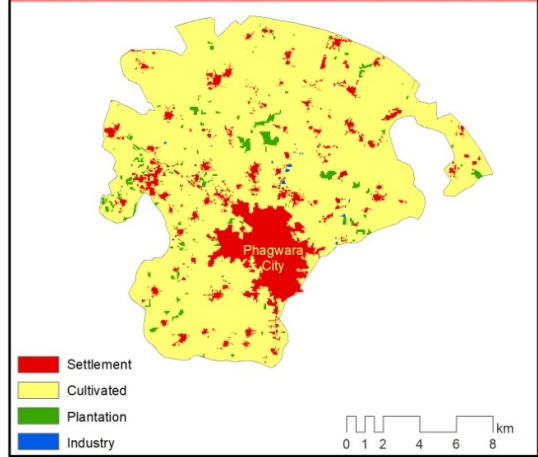 Phagwara
City
Settlement
Cultivated
Plantation
Industry
km
0 1 2 4 6 8